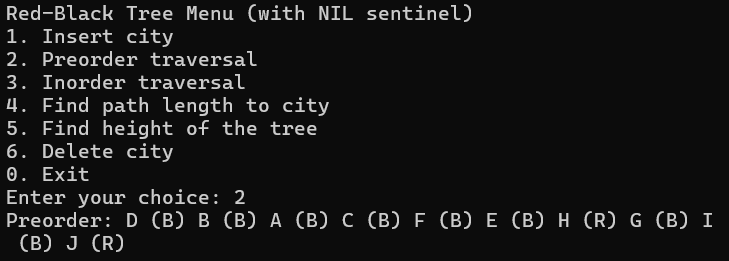 Red-Black Tree Menu (with NIL sentinel)
1. Insert city
2. Preorder traversal
3. Inorder traversal
4. Find path length to city
5. Find height of the tree
6. Delete city
0. Exit
Enter your choice: 2
Preorder: D (B) B (B) A (B) C (B) F (B) E (B) H (R) G (B) I
(B) J (R)